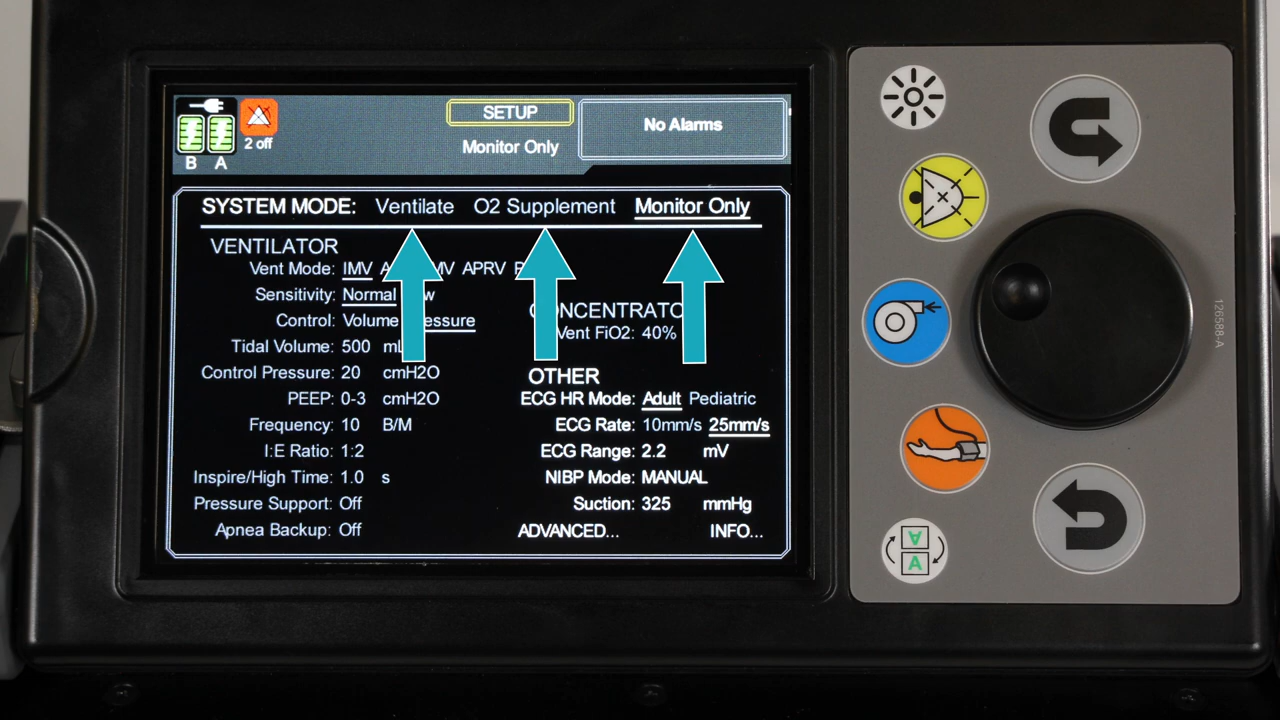 SETUP
No Alarms
B A
2 off
Monitor Only
SYSTEM MODE: Ventilate O2 Supplement Monitor Only
VENTILATOR
Vent Mode: IMV APRV
Sensitivity: Normal
CONCENTRATO
Control: Volume
Vent FiO2: 40%
Tidal Volume: 500
Control Pressure: 20 cmH2O
OTHER
PEEP: 0-3 cmH2O
ECG HR Mode: Adult Pediatric
Frequency: 10 B/M
ECG Rate: 10mm/s 25mm/s
I:E Ratio: 1:2
ECG Range: 2.2 mV
Inspire/High Time: 1.0 s
NIBP Mode: MANUAL
Pressure Support: Off
Suction: 325 mmHg
Apnea Backup: Off
ADVANCED... INFO...
126588-A
A
A